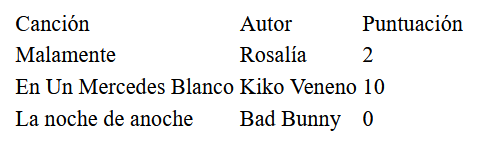 Canción Autor Puntuación
Malamente Rosalía 2
En Un Mercedes Blanco Kiko Veneno 10
La noche de anoche Bad Bunny 0